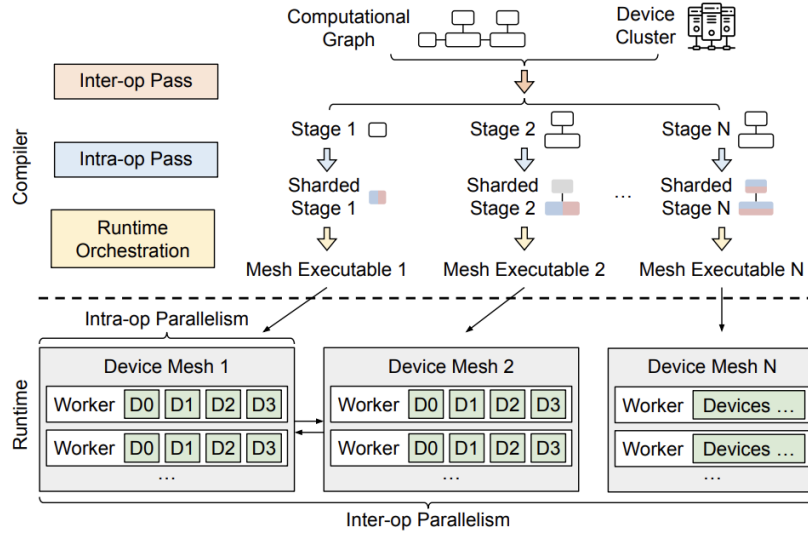 Computational
Graph
Device
Cluster
Inter-op Pass
Compiler
Stage 1
Stage 2
Stage N
Intra-op Pass
Sharded
Stage 1
Sharded
Stage 2
...
Sharded
Stage N
Runtime
Orchestration
Mesh Executable 1
Mesh Executable 2
Mesh Executable N
Intra-op Parallelism
Runtime
Device Mesh 1
Worker D0 D1 D2 D3
Worker D0 D1 D2 D3
...
Device Mesh 2
Worker D0 D1 D2 D3
Worker D0 D1 D2 D3
...
Device Mesh N
Worker Devices ...
Worker Devices ...
...
Inter-op Parallelism